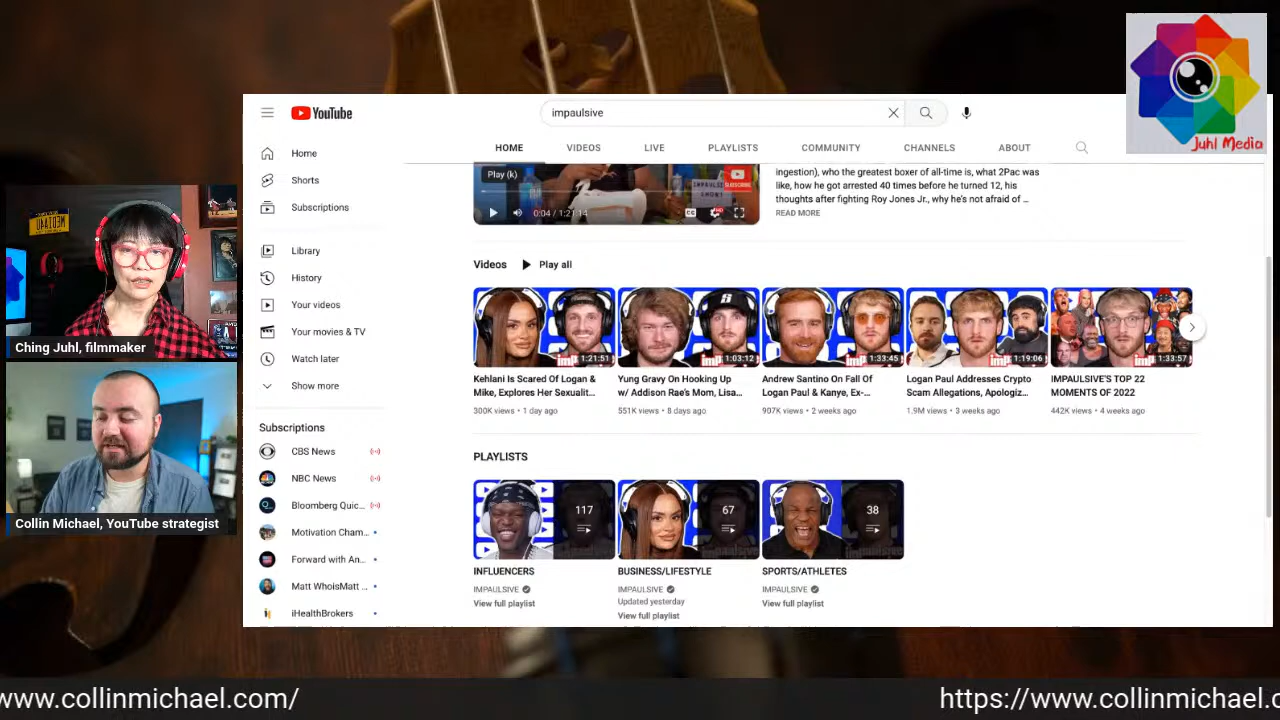 Juhl Media
YouTube
impaulsive
HOME
VIDEOS
LIVE
PLAYLISTS
COMMUNITY
CHANNELS
ABOUT
Home
Shorts
Subscriptions
Library
History
Your videos
Your movies & TV
Watch later
Show more
Subscriptions
CBS News
NBC News
Bloomberg Quic...
Motivation Cham...
Forward with An...
Matt WhoisMatt ...
iHealthBrokers
Play (k)
SUBSCRIBE
0:04 / 1:21:14
ingestion), who the greatest boxer of all-time is, what 2Pac was
like, how he got arrested 40 times before he turned 12, his
thoughts after fighting Roy Jones Jr., why he's not afraid of ...
READ MORE
Videos
Play all
imp
1:21:51
Kehlani Is Scared Of Logan &
Mike, Explores Her Sexualit...
300K views • 1 day ago
imp
1:03:12
Yung Gravy On Hooking Up
w/ Addison Rae's Mom, Lisa...
551K views • 8 days ago
imp
1:33:45
Andrew Santino On Fall Of
Logan Paul & Kanye, Ex-...
907K views • 2 weeks ago
imp
1:19:06
Logan Paul Addresses Crypto
Scam Allegations, Apologiz...
1.9M views • 3 weeks ago
imp
1:33:57
IMPAULSIVE'S TOP 22
MOMENTS OF 2022
442K views • 4 weeks ago
PLAYLISTS
117
INFLUENCERS
IMPAULSIVE
View full playlist
67
BUSINESS/LIFESTYLE
IMPAULSIVE
Updated yesterday
View full playlist
38
SPORTS/ATHLETES
IMPAULSIVE
View full playlist
Ching Juhl, filmmaker
Collin Michael, YouTube strategist
www.collinmichael.com/
https://www.collinmichael.c